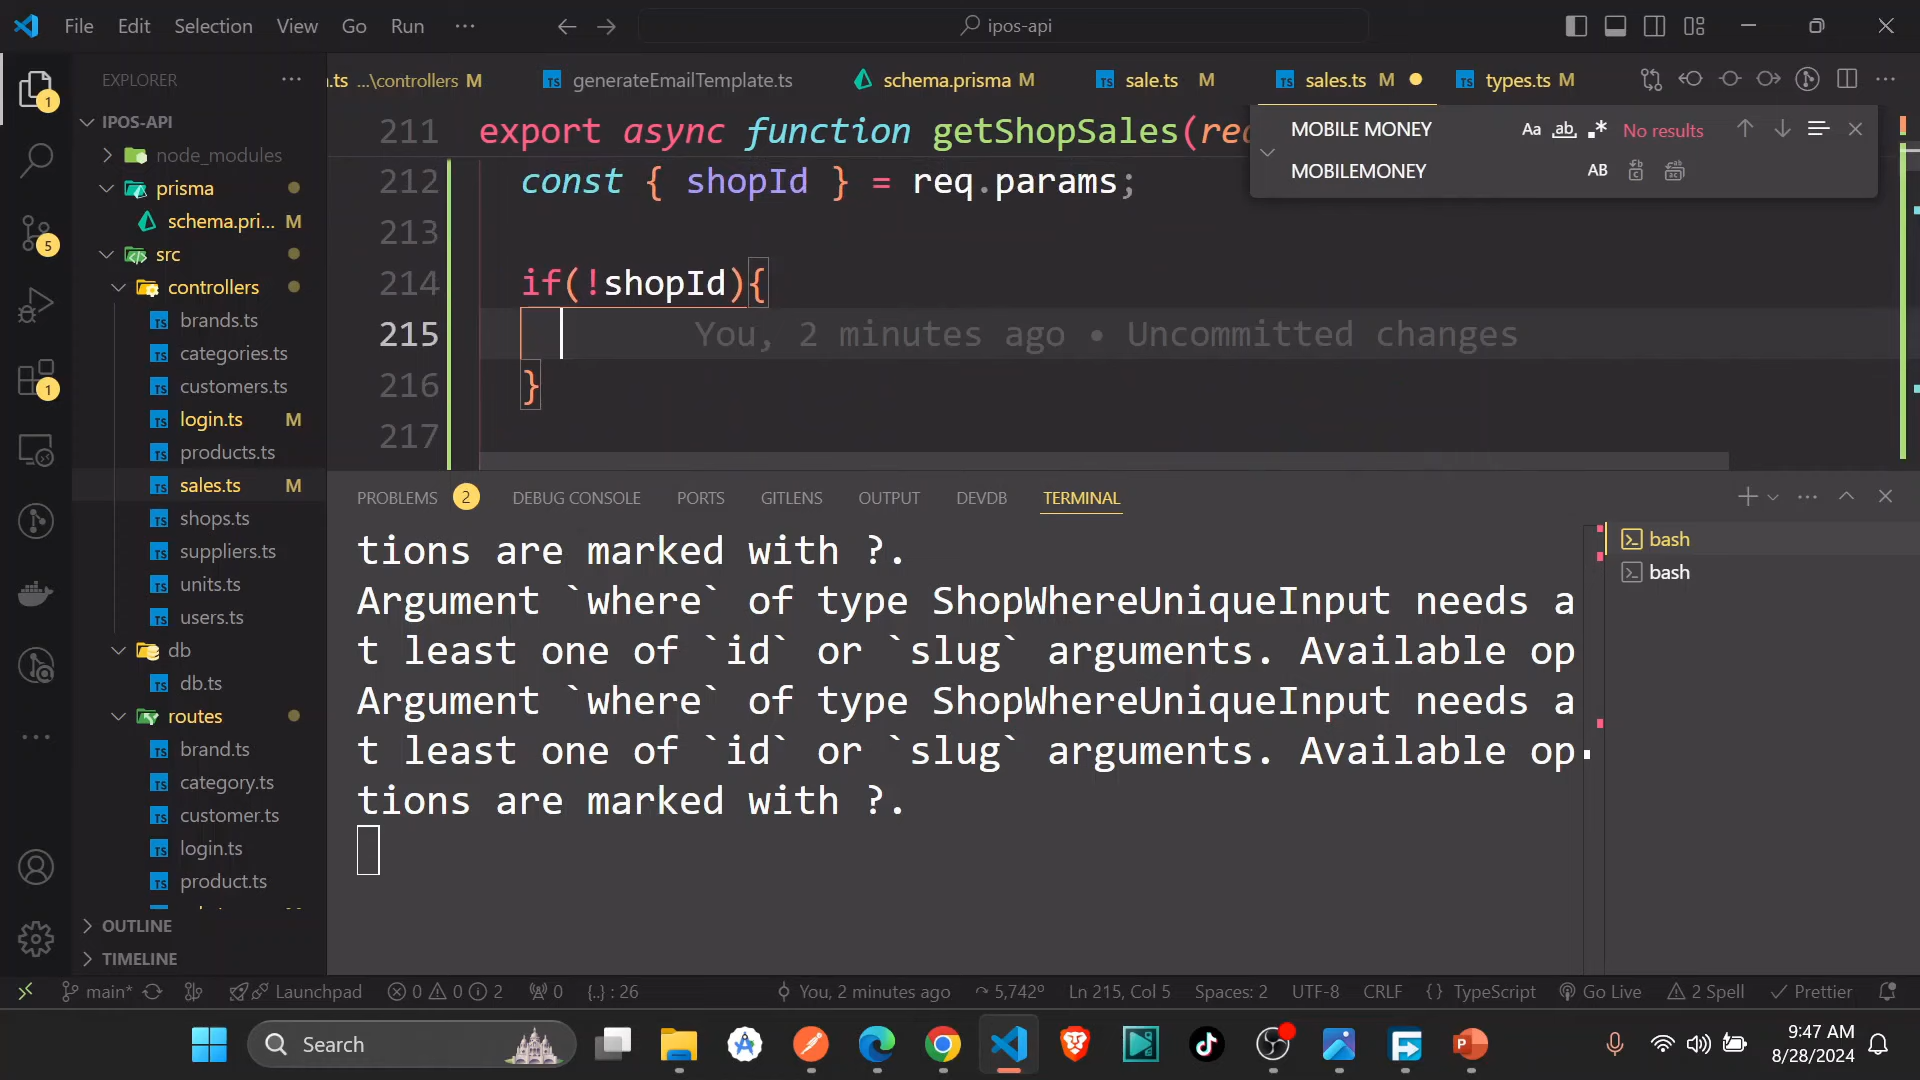 File Edit Selection View Go Run ···
ipos-api
EXPLORER
.ts ...\controllers M
generateEmailTemplate.ts
schema.prisma M
sale.ts M
sales.ts M
types.ts M
IPOS-API
node_modules
prisma
schema.pri... M
src
controllers
brands.ts
categories.ts
customers.ts
login.ts M
products.ts
sales.ts M
shops.ts
suppliers.ts
units.ts
users.ts
db
db.ts
routes
brand.ts
category.ts
customer.ts
login.ts
product.ts
OUTLINE
TIMELINE
1
5
1
211 export async function getShopSales(req
212 const { shopId } = req.params;
213
214 if(!shopId){
215 You, 2 minutes ago • Uncommitted changes
216 }
217
MOBILE MONEY Aa ab .* No results
MOBILEMONEY AB
PROBLEMS 2 DEBUG CONSOLE PORTS GITLENS OUTPUT DEVDB TERMINAL
tions are marked with ?.
Argument `where` of type ShopWhereUniqueInput needs a
t least one of `id` or `slug` arguments. Available op
Argument `where` of type ShopWhereUniqueInput needs a
t least one of `id` or `slug` arguments. Available op
tions are marked with ?.
bash
bash
main* Launchpad 0 0 2 0 {..} : 26 You, 2 minutes ago 5,742º Ln 215, Col 5 Spaces: 2 UTF-8 CRLF { } TypeScript Go Live 2 Spell Prettier
Search
9:47 AM
8/28/2024